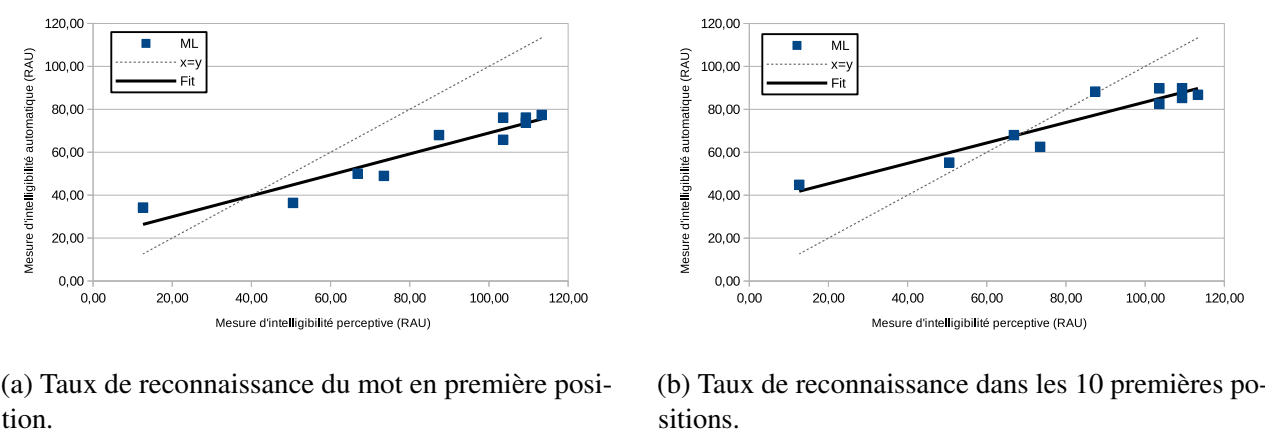 120,00
100,00
80,00
60,00
40,00
20,00
0,00
Mesure d'intelligibilité automatique (RAU)
ML
x=y
Fit
0,00 20,00 40,00 60,00 80,00 100,00 120,00
Mesure d'intelligibilité perceptive (RAU)
(a) Taux de reconnaissance du mot en première posi-
tion.
120,00
100,00
80,00
60,00
40,00
20,00
0,00
Mesure d'intelligibilité automatique (RAU)
ML
x=y
Fit
0,00 20,00 40,00 60,00 80,00 100,00 120,00
Mesure d'intelligibilité perceptive (RAU)
(b) Taux de reconnaissance dans les 10 premières po-
sitions.